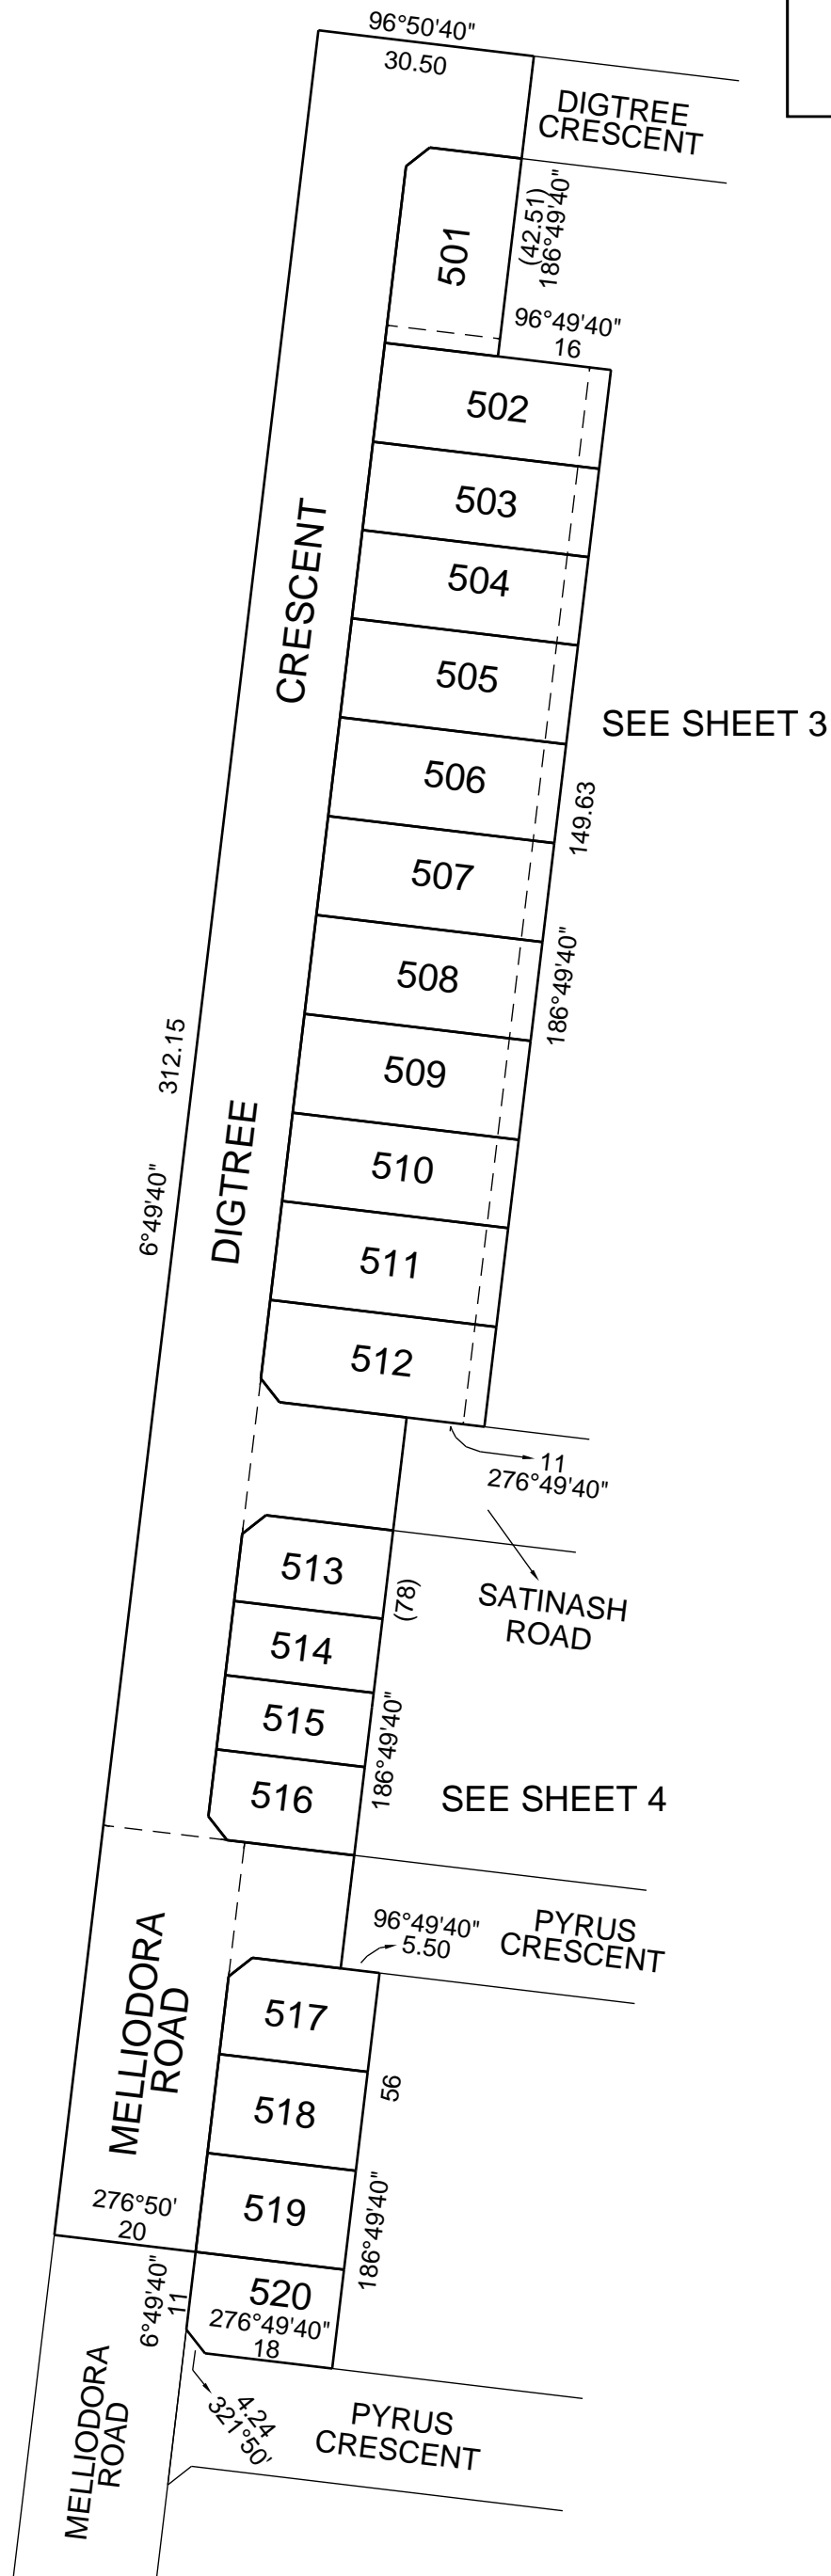 96°50'40"
30.50
DIGTREE
CRESCENT
501
(42.51)
186°49'40"
96°49'40"
16
502
503
504
505
506
507
508
509
510
511
512
CRESCENT
DIGTREE
SEE SHEET 3
149.63
186°49'40"
312.15
6°49'40"
11
276°49'40"
SATINASH
ROAD
513
514
515
516
(78)
186°49'40"
SEE SHEET 4
96°49'40"
5.50
PYRUS
CRESCENT
MELLIODORA
ROAD
517
518
519
520
56
186°49'40"
276°50'
20
6°49'40"
11
276°49'40"
18
4.24
321°50'
PYRUS
CRESCENT
MELLIODORA
ROAD